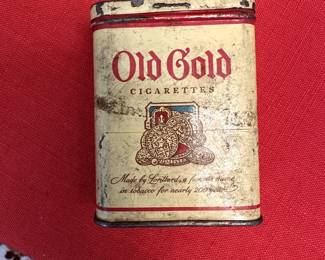 Old Gold
CIGARETTES
Made by Lorillard, a famous name
in tobacco for nearly 200 years